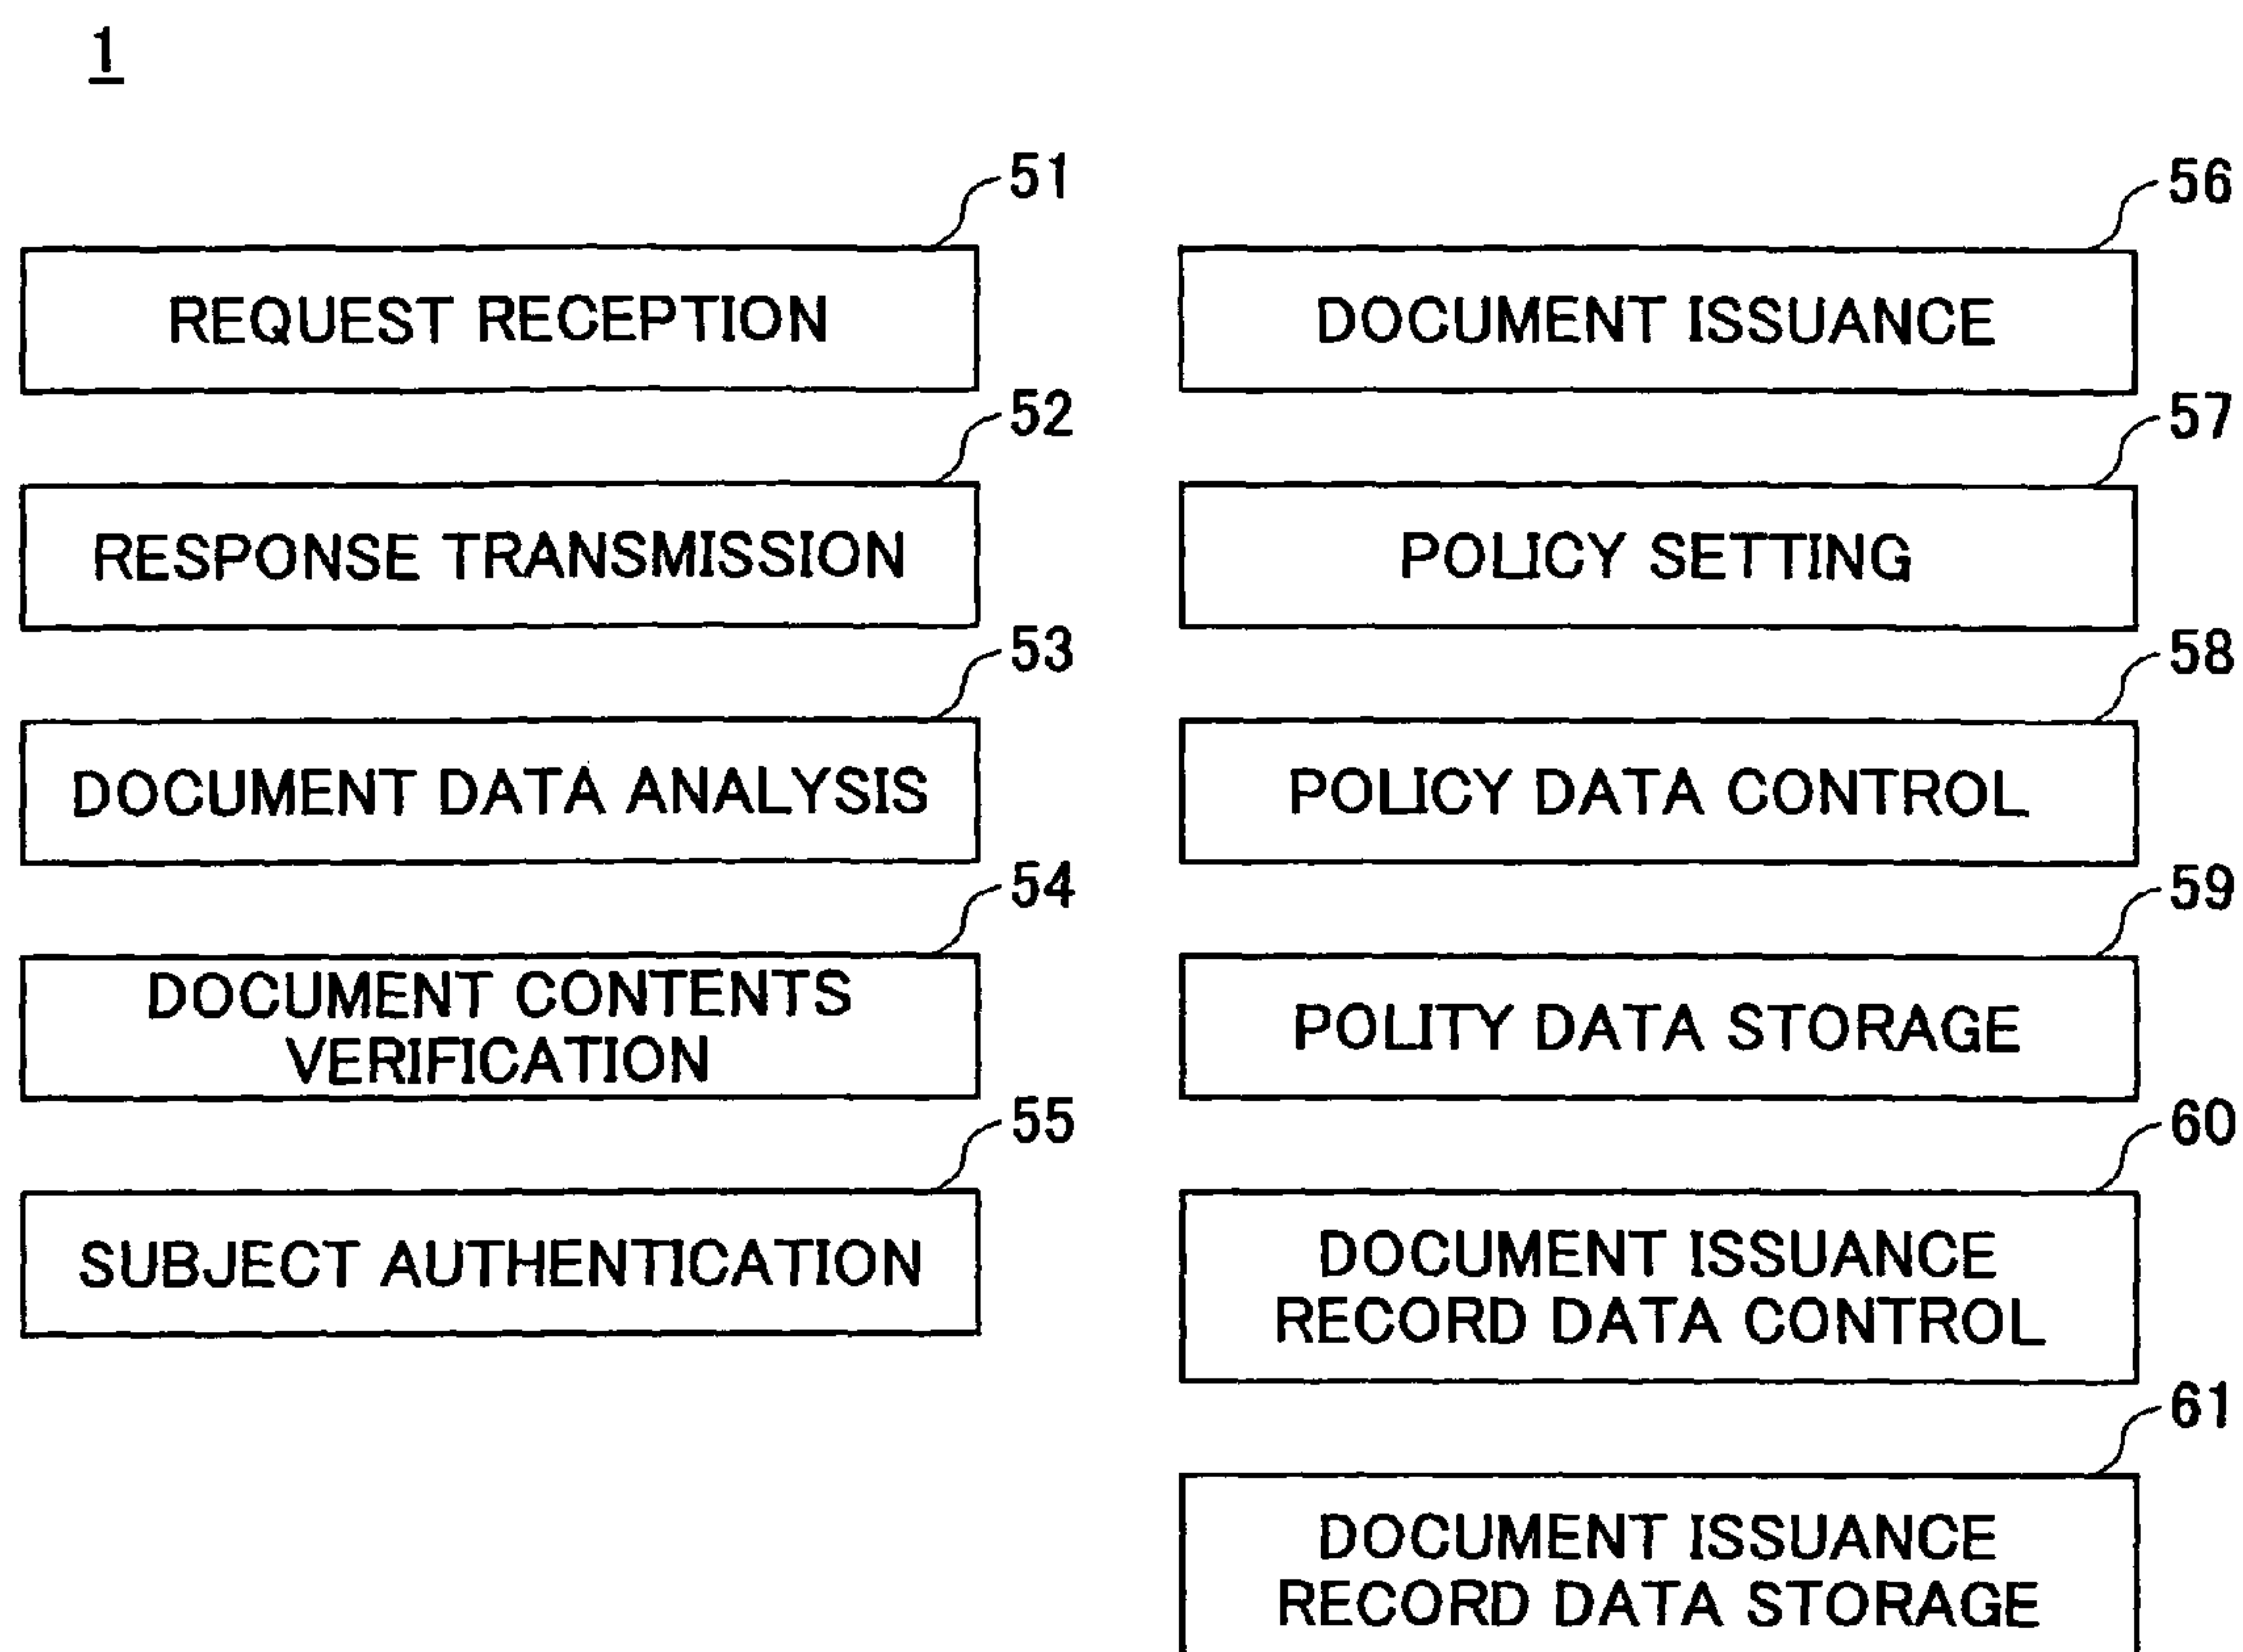 1
51
REQUEST RECEPTION
52
RESPONSE TRANSMISSION
53
DOCUMENT DATA ANALYSIS
54
DOCUMENT CONTENTS
VERIFICATION
55
SUBJECT AUTHENTICATION
56
DOCUMENT ISSUANCE
57
POLICY SETTING
58
POLICY DATA CONTROL
59
POLITY DATA STORAGE
60
DOCUMENT ISSUANCE
RECORD DATA CONTROL
61
DOCUMENT ISSUANCE
RECORD DATA STORAGE